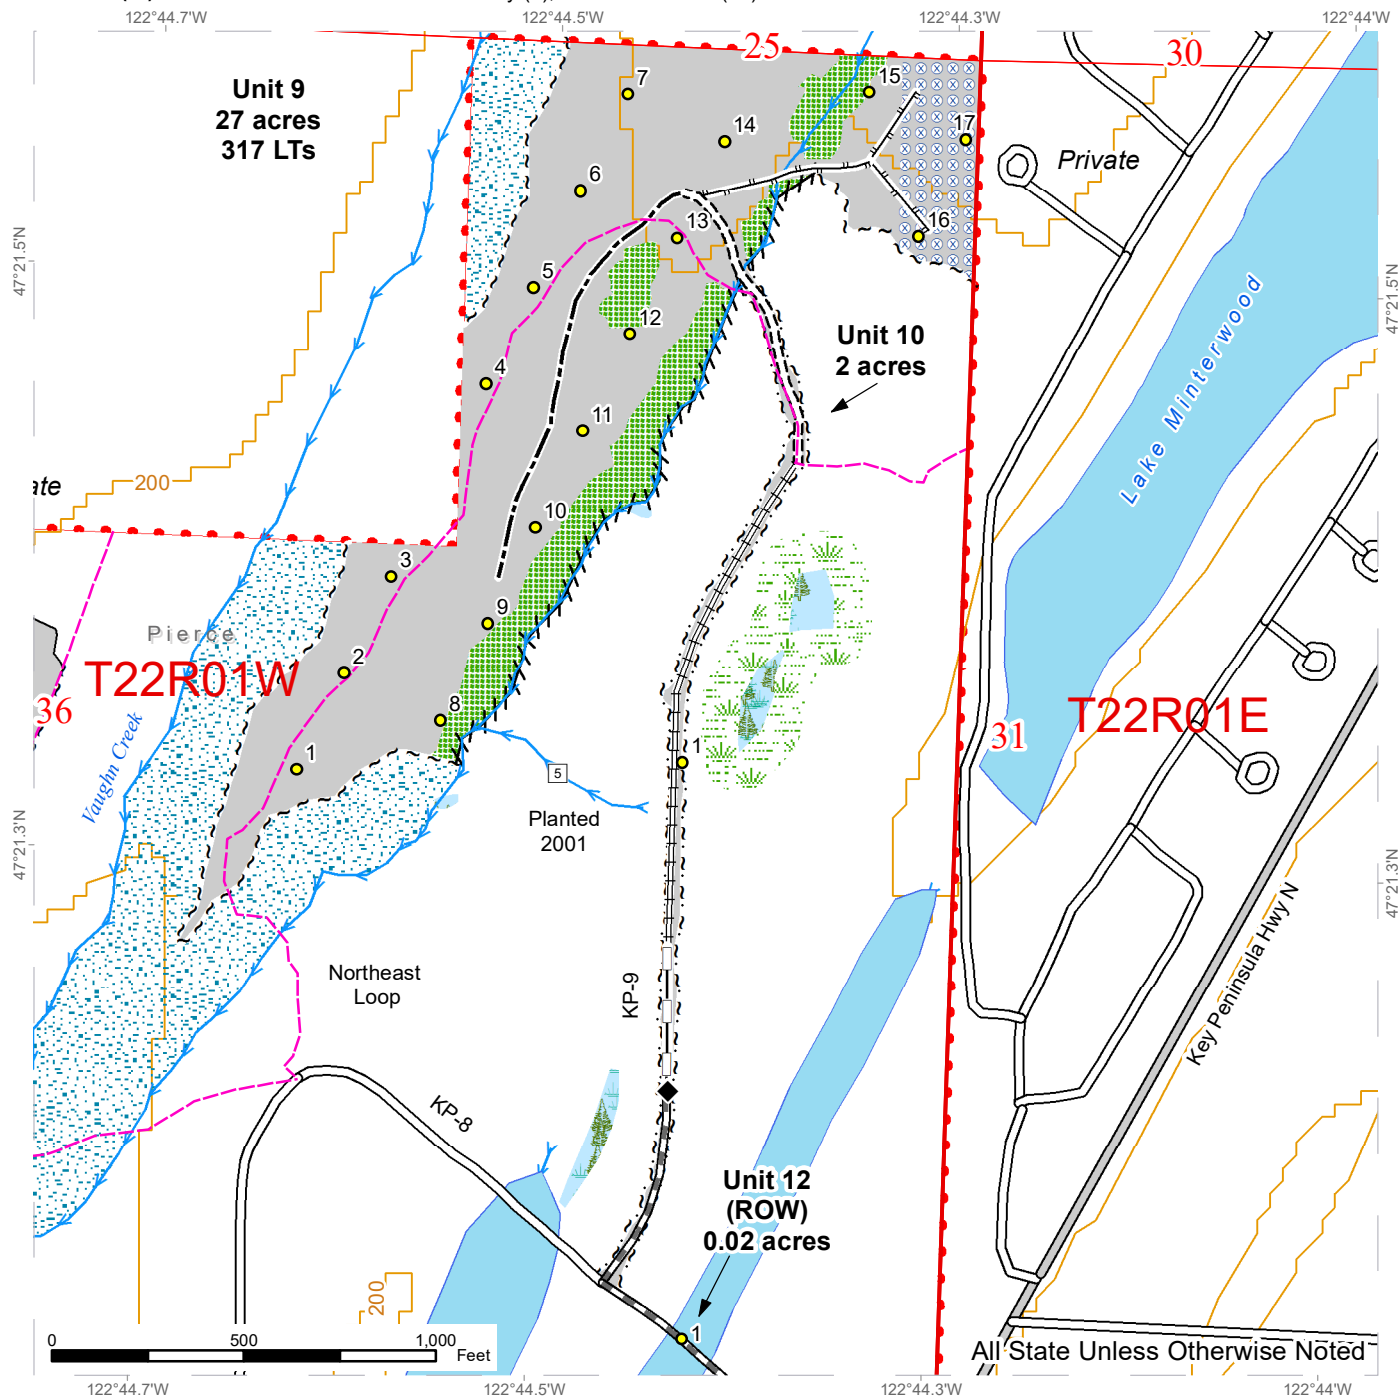 122°44.7'W
122°44.5'W
122°44.3'W
122°44'W
25
30
Unit 9
27 acres
317 LTs
7
15
14
17
Private
6
16
13
47°21.5'N
47°21.5'N
5
12
Lake Minterwood
Unit 10
2 acres
4
11
200
ate
10
3
9
Pierce
2
T22R01W
36
8
T22R01E
31
1
1
Vaughn Creek
5
Planted
2001
47°21.3'N
47°21.3'N
Key Peninsula Hwy N
Northeast
Loop
KP-9
KP-8
Unit 12
(ROW)
0.02 acres
200
1
0
500
1,000
Feet
All State Unless Otherwise Noted
122°44.7'W
122°44.5'W
122°44.3'W
122°44'W